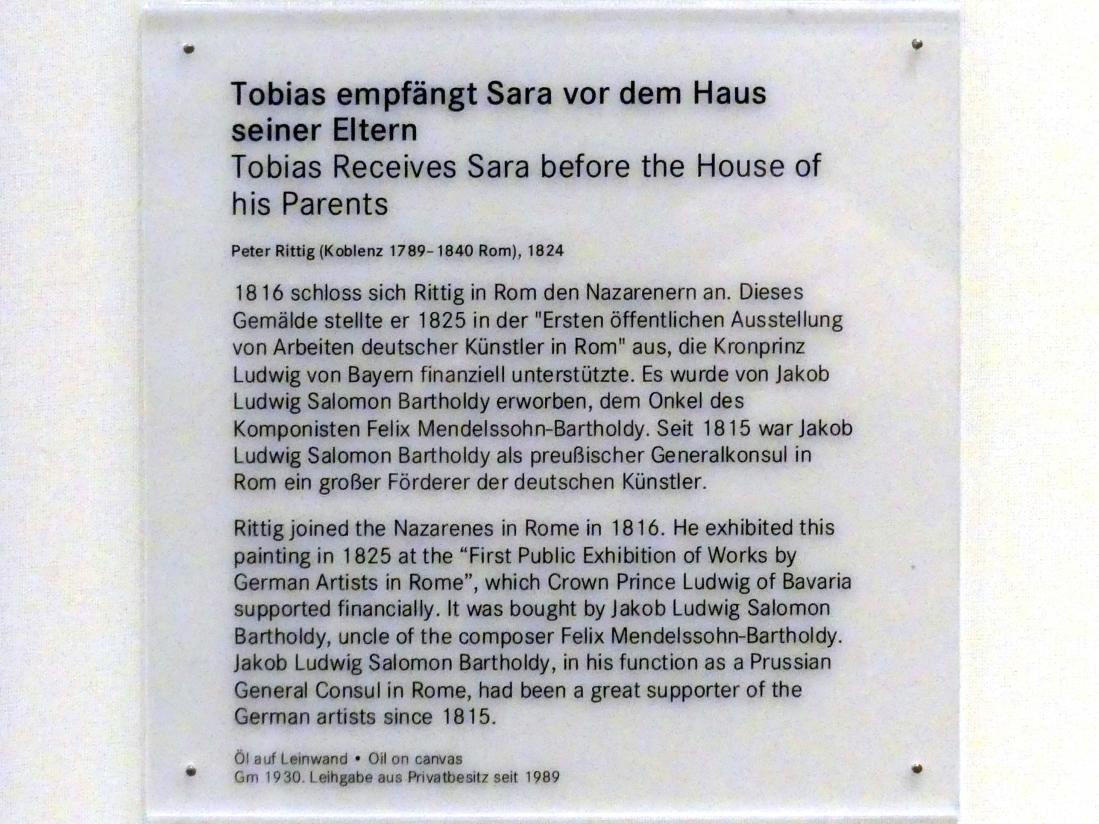 Tobias empfängt Sara vor dem Haus
seiner Eltern
Tobias Receives Sara before the House of
his Parents
Peter Rittig (Koblenz 1789–1840 Rom), 1824
1816 schloss sich Rittig in Rom den Nazarenern an. Dieses
Gemälde stellte er 1825 in der "Ersten öffentlichen Ausstellung
von Arbeiten deutscher Künstler in Rom" aus, die Kronprinz
Ludwig von Bayern finanziell unterstützte. Es wurde von Jakob
Ludwig Salomon Bartholdy erworben, dem Onkel des
Komponisten Felix Mendelssohn-Bartholdy. Seit 1815 war Jakob
Ludwig Salomon Bartholdy als preußischer Generalkonsul in
Rom ein großer Förderer der deutschen Künstler.
Rittig joined the Nazarenes in Rome in 1816. He exhibited this
painting in 1825 at the “First Public Exhibition of Works by
German Artists in Rome”, which Crown Prince Ludwig of Bavaria
supported financially. It was bought by Jakob Ludwig Salomon
Bartholdy, uncle of the composer Felix Mendelssohn-Bartholdy.
Jakob Ludwig Salomon Bartholdy, in his function as a Prussian
General Consul in Rome, had been a great supporter of the
German artists since 1815.
Öl auf Leinwand • Oil on canvas
Gm 1930. Leihgabe aus Privatbesitz seit 1989